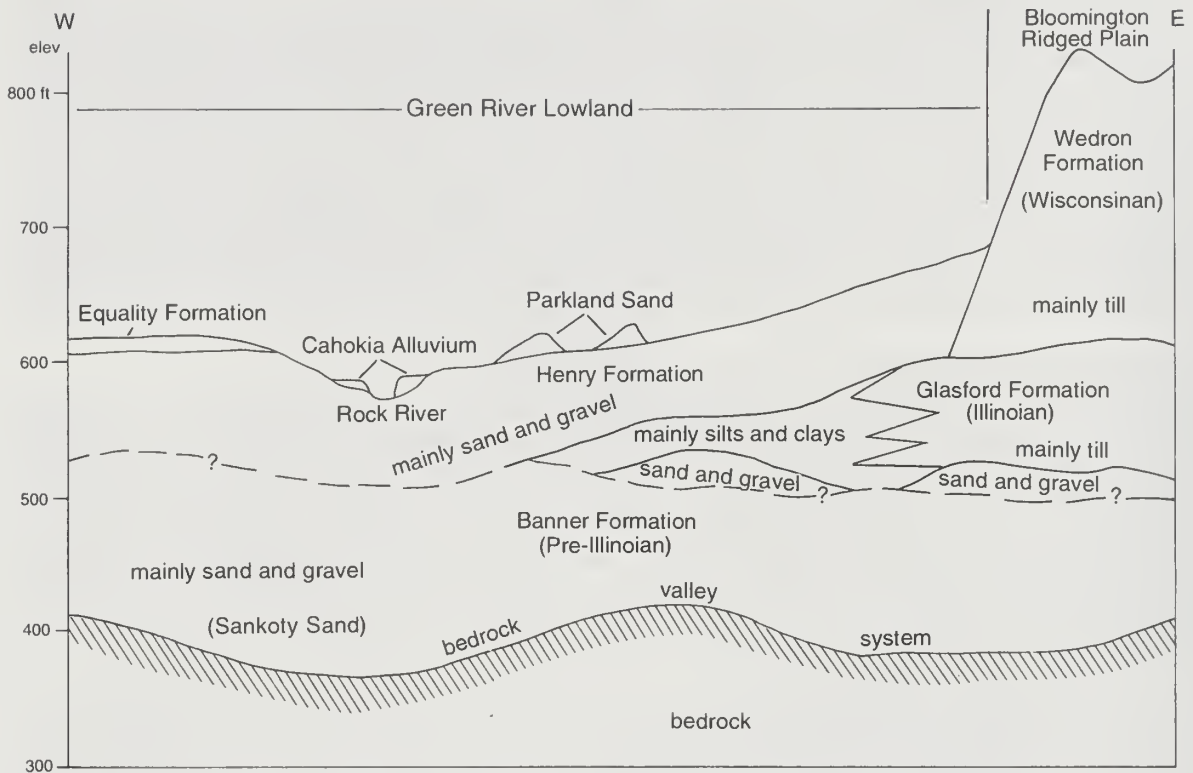 W
elev
Bloomington
Ridged Plain
E
800 ft
Green River Lowland
Wedron
Formation
(Wisconsinan)
700
mainly till
Parkland Sand
Equality Formation
Cahokia Alluvium
600
Henry Formation
Rock River
Glasford Formation
(Illinoian)
mainly sand and gravel
mainly silts and clays
mainly till
?
sand and gravel
?
sand and gravel
?
500
Banner Formation
(Pre-Illinoian)
mainly sand and gravel
(Sankoty Sand)
400
bedrock
valley
system
bedrock
300